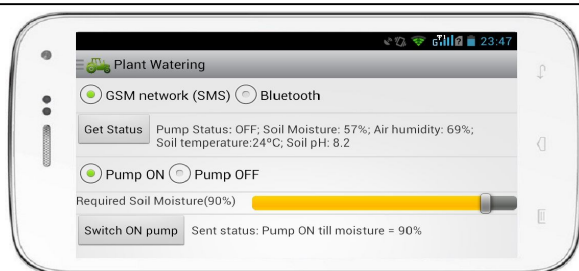 23:47
Plant Watering
GSM network (SMS) Bluetooth
Get Status Pump Status: OFF; Soil Moisture: 57%; Air humidity: 69%;
Soil temperature:24ºC; Soil pH: 8.2
Pump ON Pump OFF
Required Soil Moisture(90%)
Switch ON pump Sent status: Pump ON till moisture = 90%